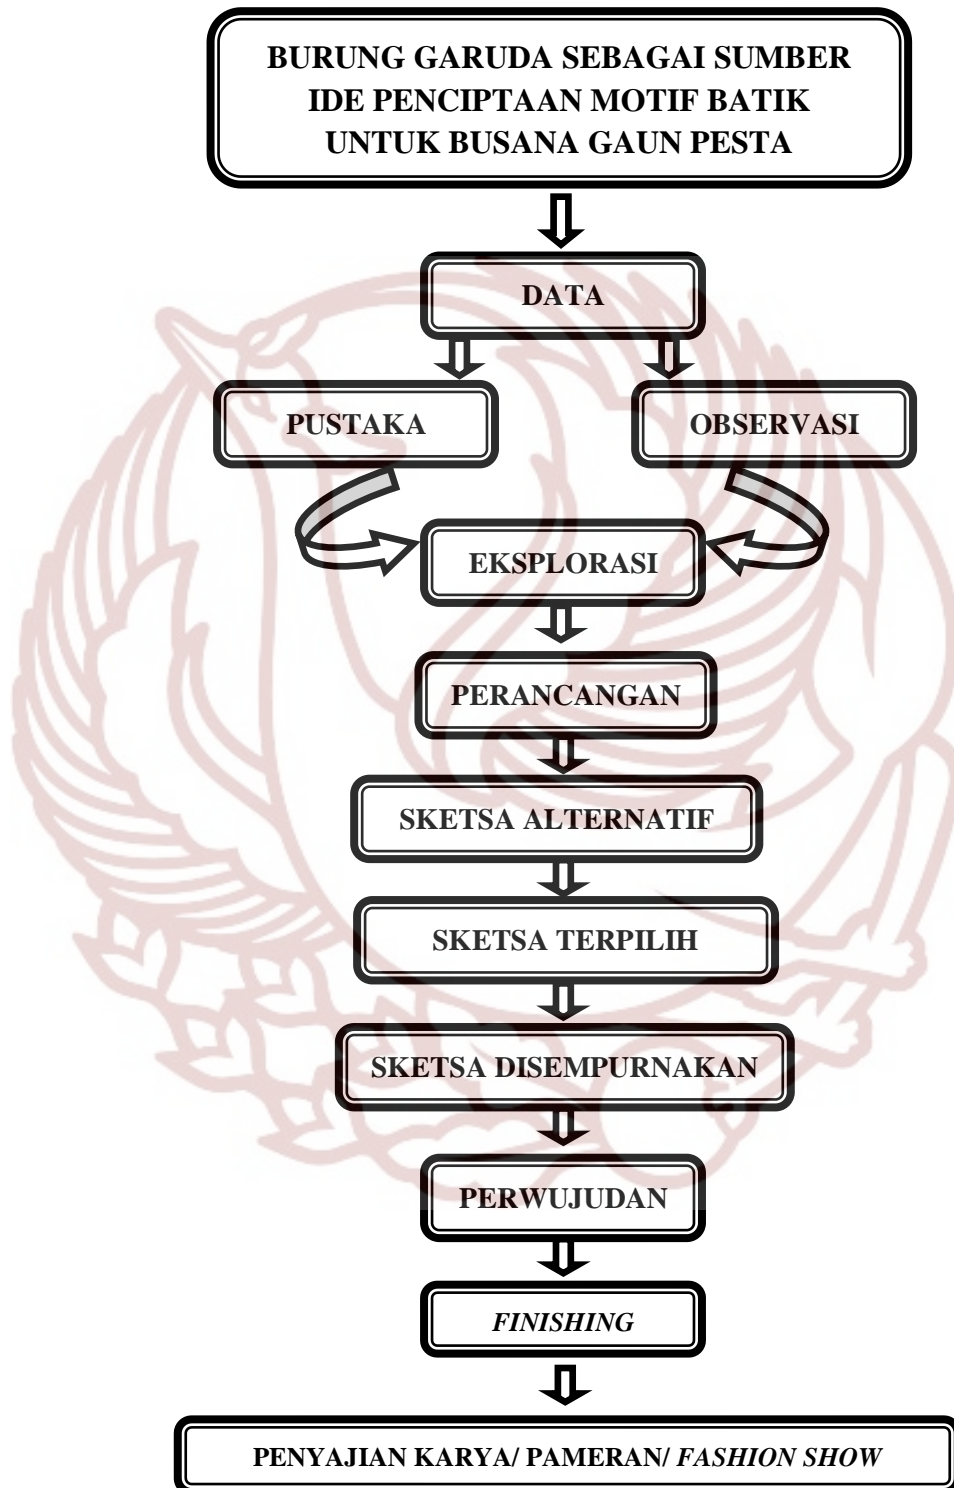 BURUNG GARUDA SEBAGAI SUMBER
IDE PENCIPTAAN MOTIF BATIK
UNTUK BUSANA GAUN PESTA
DATA
PUSTAKA
OBSERVASI
EKSPLORASI
PERANCANGAN
SKETSA ALTERNATIF
SKETSA TERPILIH
SKETSA DISEMPURNAKAN
PERWUJUDAN
FINISHING
PENYAJIAN KARYA/ PAMERAN/ FASHION SHOW